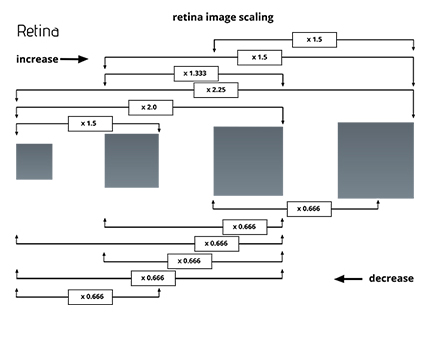 retina image scaling
Retina
x 1.5
increase
x 1.5
x 1.333
x 2.25
x 2.0
x 1.5
x 0.666
x 0.666
x 0.666
x 0.666
x 0.666
decrease
x 0.666